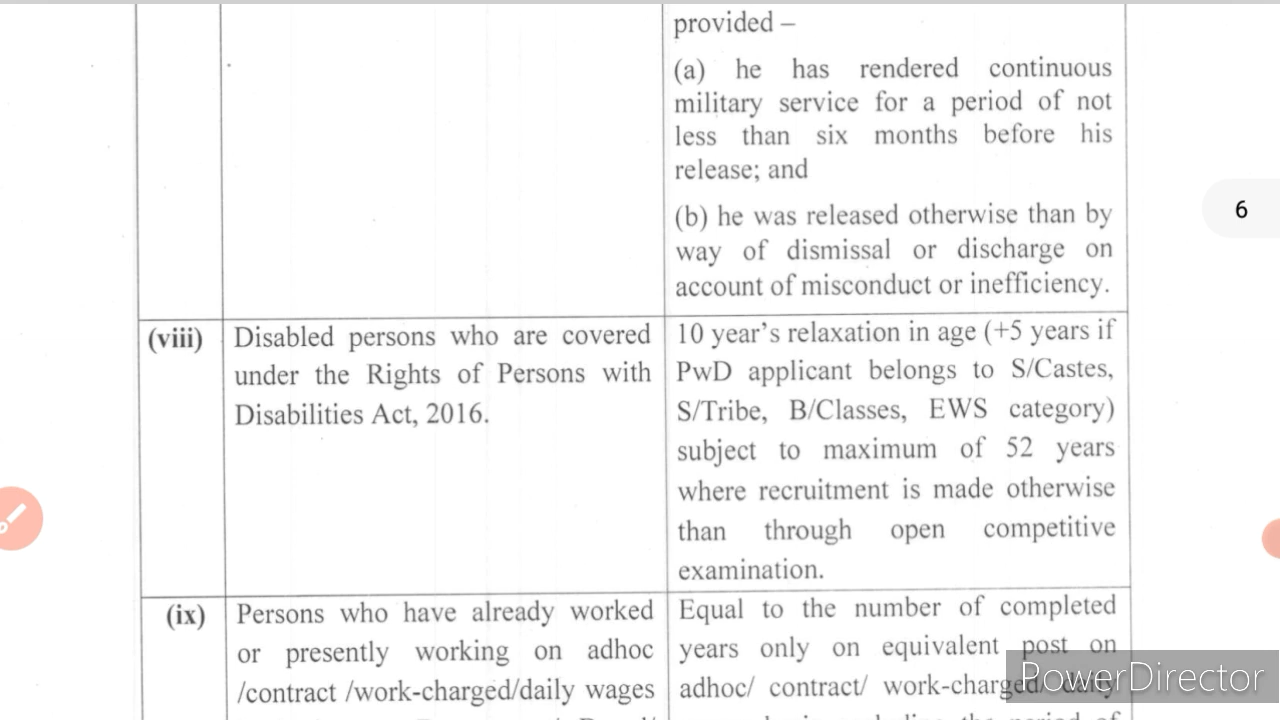 provided –
(a) he has rendered continuous
military service for a period of not
less than six months before his
release; and
(b) he was released otherwise than by
way of dismissal or discharge on
account of misconduct or inefficiency.
6
(viii)
Disabled persons who are covered
under the Rights of Persons with
Disabilities Act, 2016.
10 year's relaxation in age (+5 years if
PwD applicant belongs to S/Castes,
S/Tribe, B/Classes, EWS category)
subject to maximum of 52 years
where recruitment is made otherwise
than through open competitive
examination.
(ix)
Persons who have already worked
or presently working on adhoc
/contract /work-charged/daily wages
Equal to the number of completed
years only on equivalent post on
adhoc/ contract/ work-charged/ daily
PowerDirector